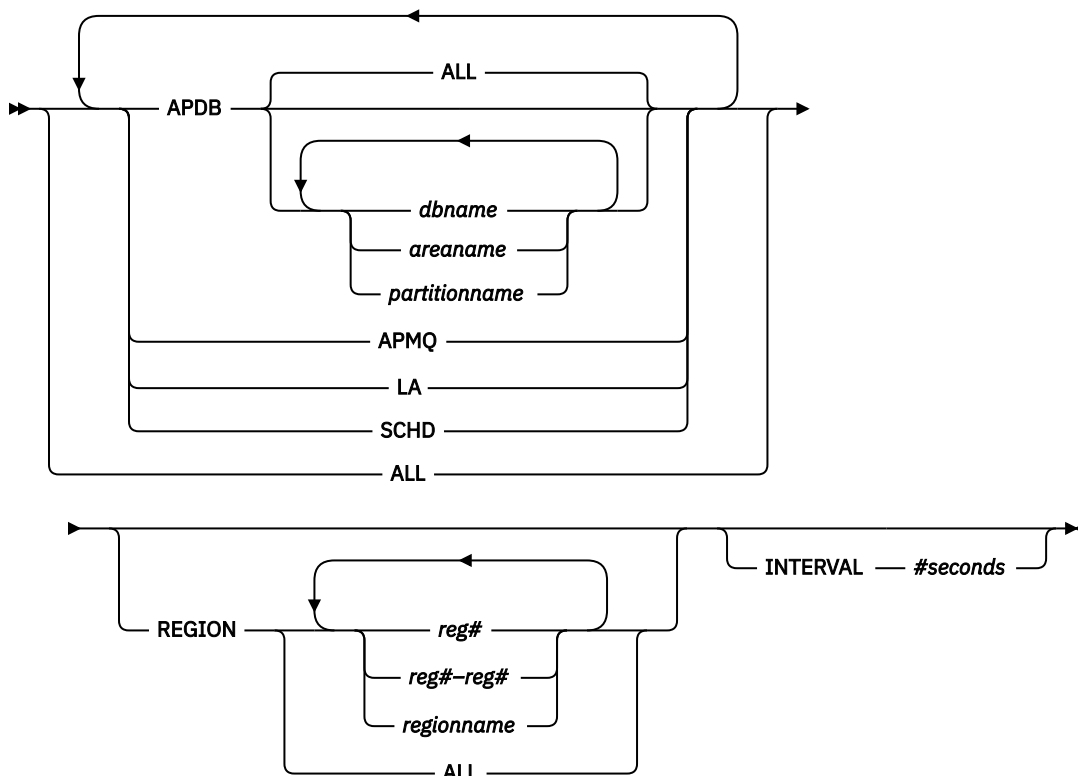 ALL
APDB
dbname
areaname
partitionname
APMQ
LA
SCHD
ALL
INTERVAL #seconds
REGION reg#
reg#–reg#
regionname
ALL